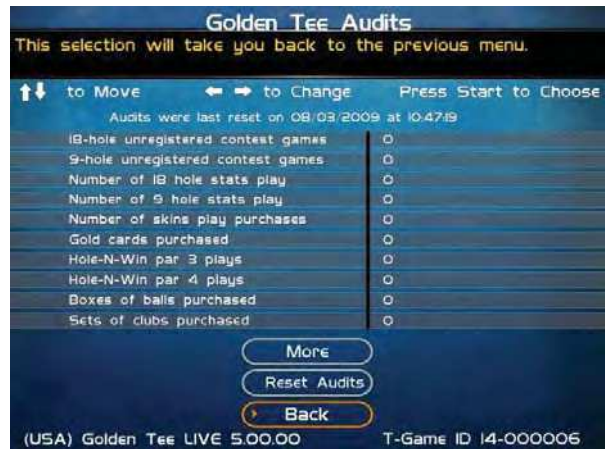 Golden Tee Audits
This selection will take you back to the previous menu.
to Move to Change Press Start to Choose
Audits were last reset on 08/03/2009 at 10:47:19
18-hole unregistered contest games 0
9-hole unregistered contest games 0
Number of 18 hole stats play 0
Number of 9 hole stats play 0
Number of skins play purchases 0
Gold cards purchased 0
Hole-N-Win par 3 plays 0
Hole-N-Win par 4 plays 0
Boxes of balls purchased 0
Sets of clubs purchased 0
More
Reset Audits
Back
(USA) Golden Tee LIVE 5.00.00 T-Game ID 14-000006